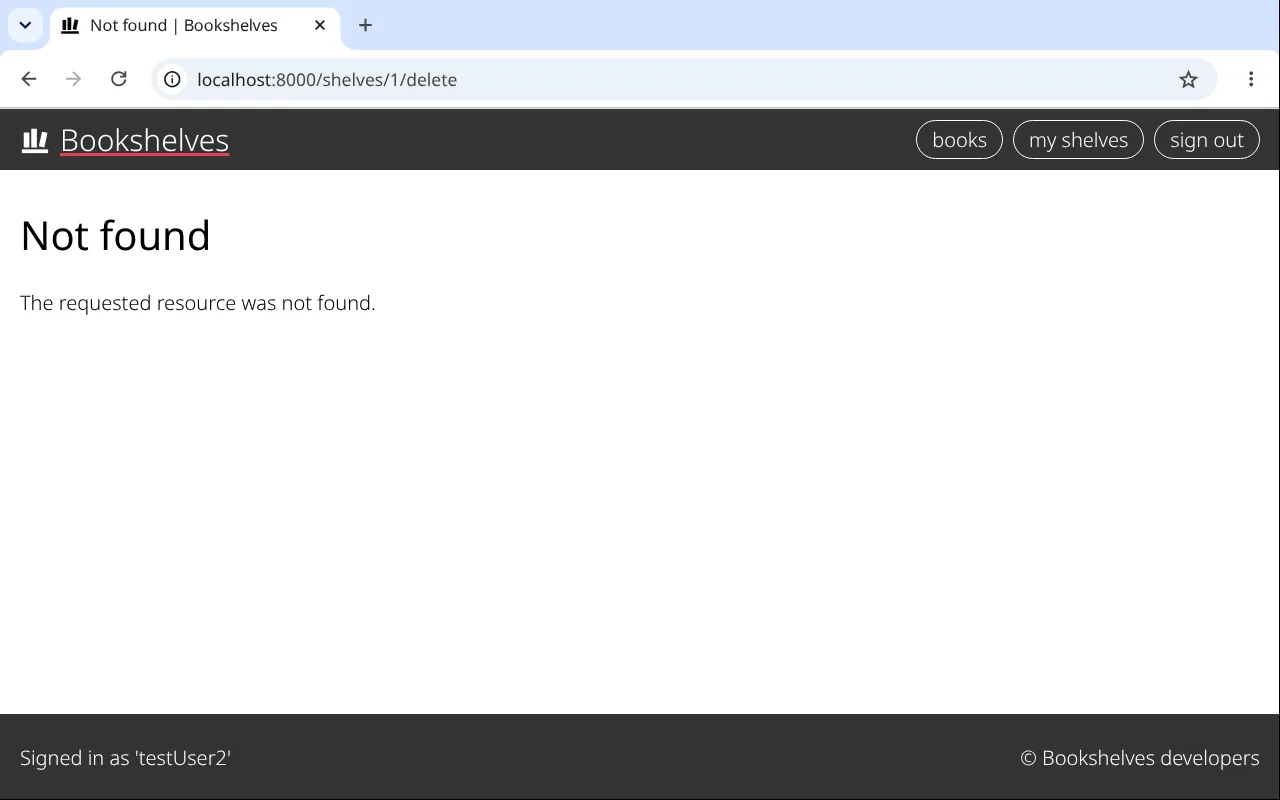 Not found | Bookshelves
localhost:8000/shelves/1/delete
Bookshelves
books
my shelves
sign out
Not found
The requested resource was not found.
Signed in as 'testUser2'
© Bookshelves developers